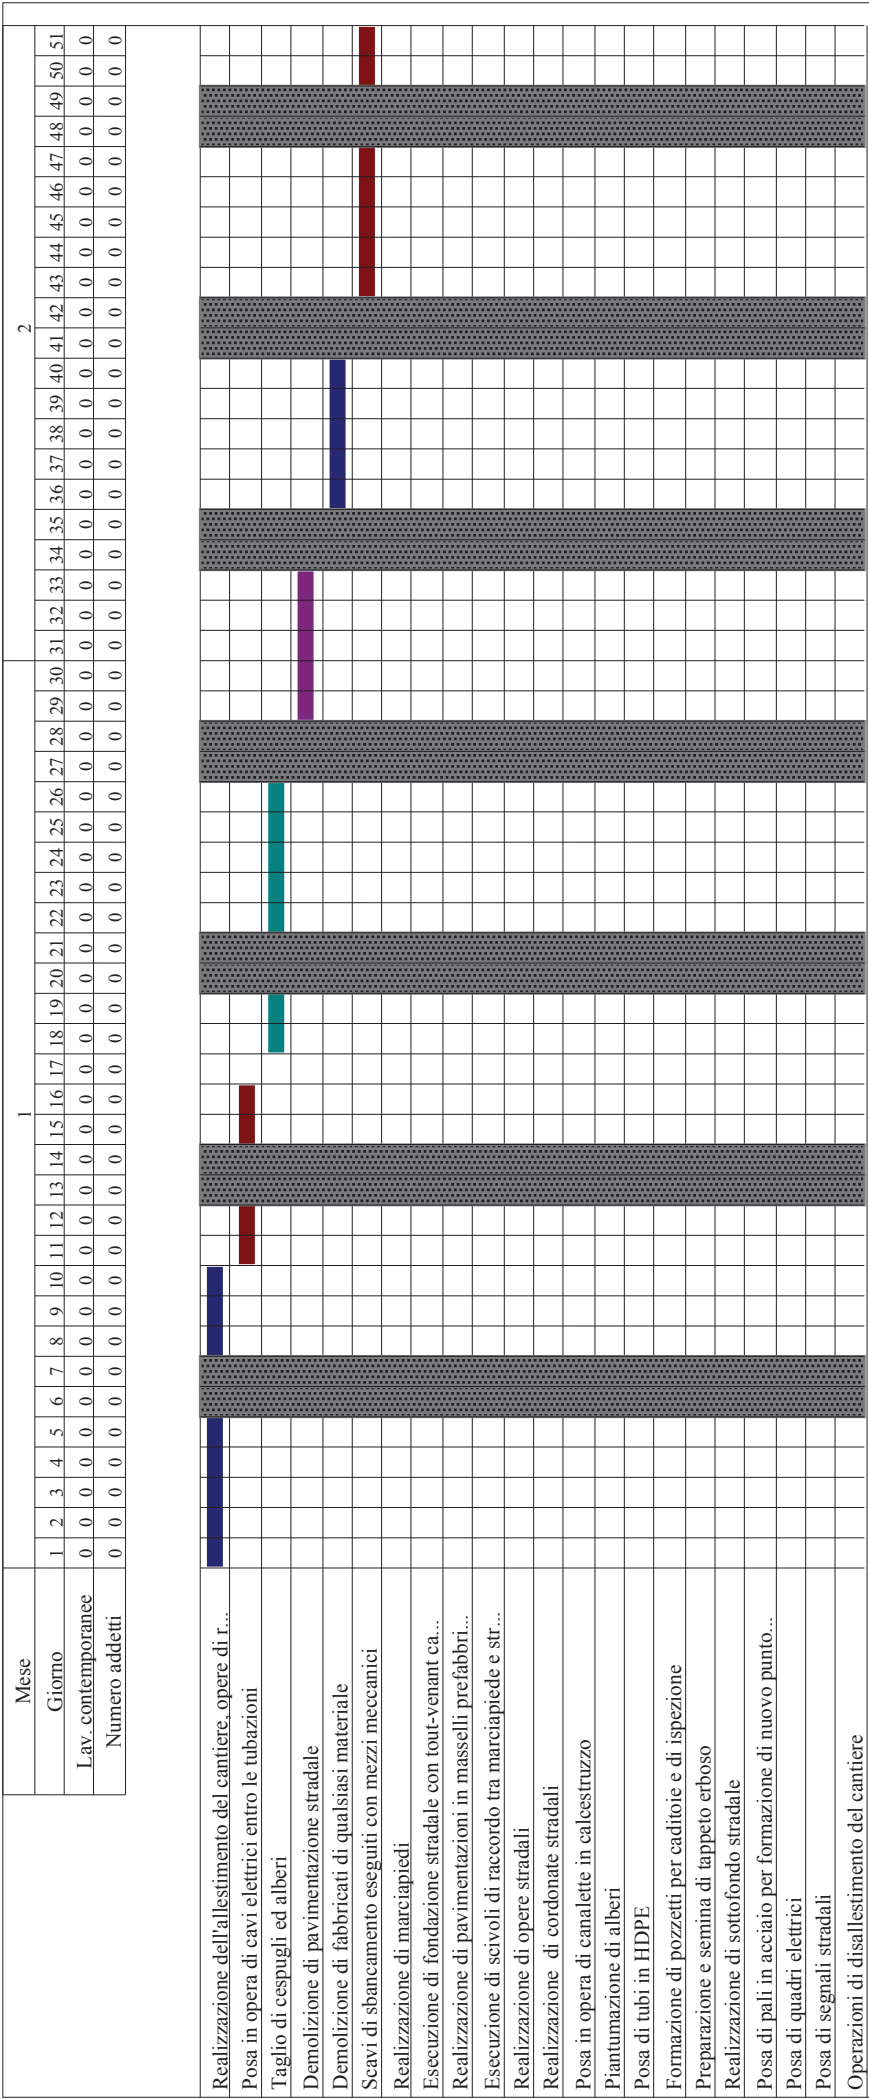 Mese 1 2
Giorno 1 2 3 4 5 6 7 8 9 10 11 12 13 14 15 16 17 18 19 20 21 22 23 24 25 26 27 28 29 30 31 32 33 34 35 36 37 38 39 40 41 42 43 44 45 46 47 48 49 50 51
Lav. contemporanee 0 0 0 0 0 0 0 0 0 0 0 0 0 0 0 0 0 0 0 0 0 0 0 0 0 0 0 0 0 0 0 0 0 0 0 0 0 0 0 0 0 0 0 0 0 0 0 0 0 0 0
Numero addetti 0 0 0 0 0 0 0 0 0 0 0 0 0 0 0 0 0 0 0 0 0 0 0 0 0 0 0 0 0 0 0 0 0 0 0 0 0 0 0 0 0 0 0 0 0 0 0 0 0 0 0
Realizzazione dell'allestimento del cantiere, opere di r...
Posa in opera di cavi elettrici entro le tubazioni
Taglio di cespugli ed alberi
Demolizione di pavimentazione stradale
Demolizione di fabbricati di qualsiasi materiale
Scavi di sbancamento eseguiti con mezzi meccanici
Realizzazione di marciapiedi
Esecuzione di fondazione stradale con tout-venant ca...
Realizzazione di pavimentazioni in masselli prefabbri...
Esecuzione di scivoli di raccordo tra marciapiede e str...
Realizzazione di opere stradali
Realizzazione di cordonate stradali
Posa in opera di canalette in calcestruzzo
Piantumazione di alberi
Posa di tubi in HDPE
Formazione di pozzetti per caditoie e di ispezione
Preparazione e semina di tappeto erboso
Realizzazione di sottofondo stradale
Posa di pali in acciaio per formazione di nuovo punto...
Posa di quadri elettrici
Posa di segnali stradali
Operazioni di disallestimento del cantiere